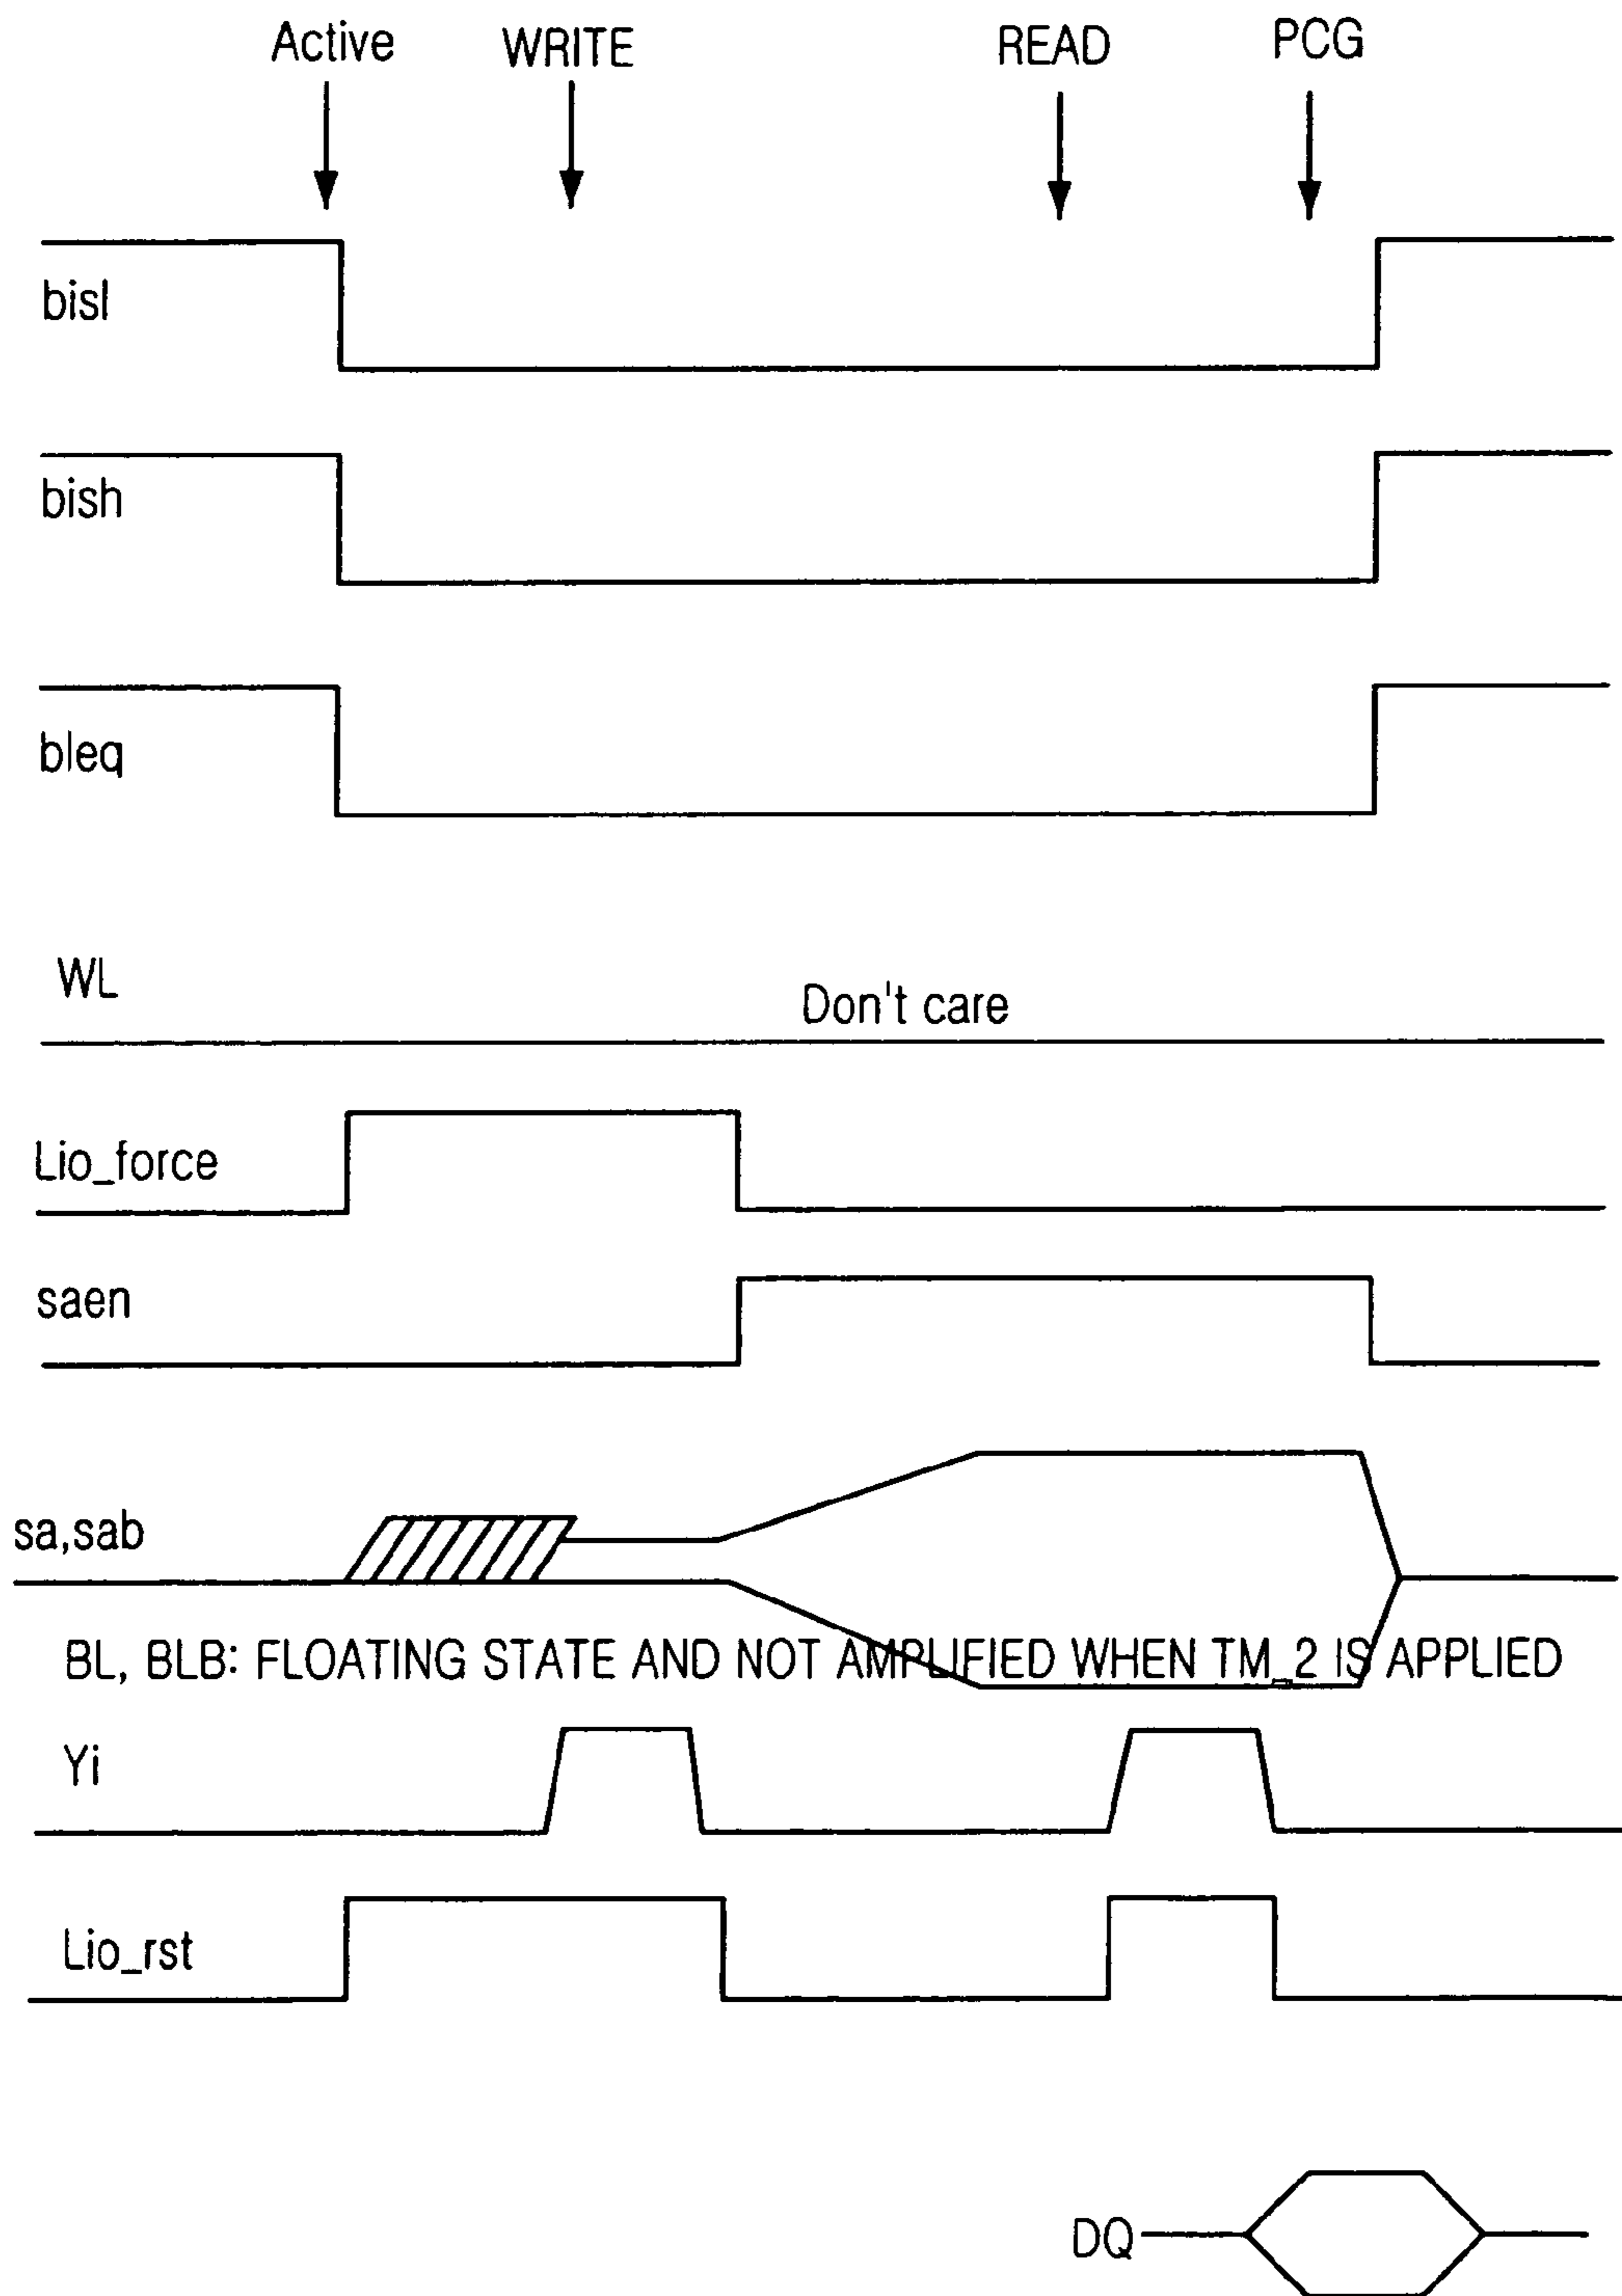 Active WRITE READ PCG
bisl
bish
bleq
WL
Don't care
Lio_force
saen
sa,sab
BL, BLB: FLOATING STATE AND NOT AMPLIFIED WHEN TM_2 IS APPLIED
Yi
Lio_rst
DQ